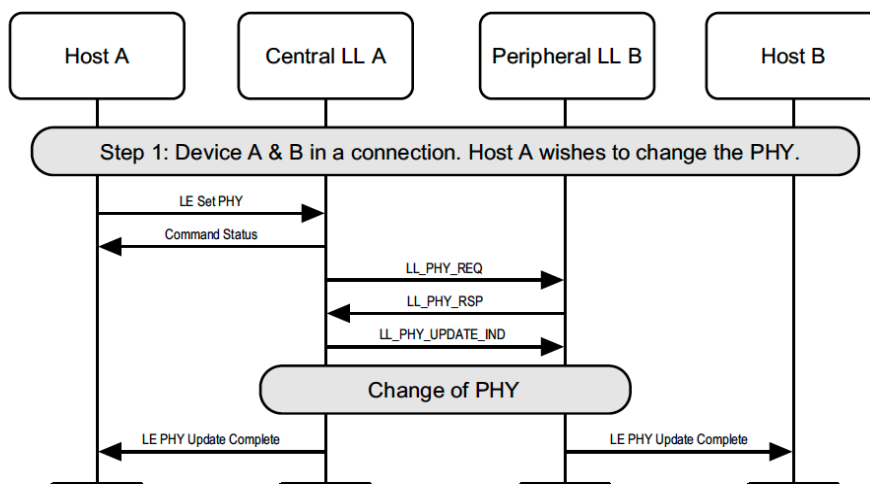 Host A
Central LL A
Peripheral LL B
Host B
Step 1: Device A & B in a connection. Host A wishes to change the PHY.
LE Set PHY
Command Status
LL_PHY_REQ
LL_PHY_RSP
LL_PHY_UPDATE_IND
Change of PHY
LE PHY Update Complete
LE PHY Update Complete